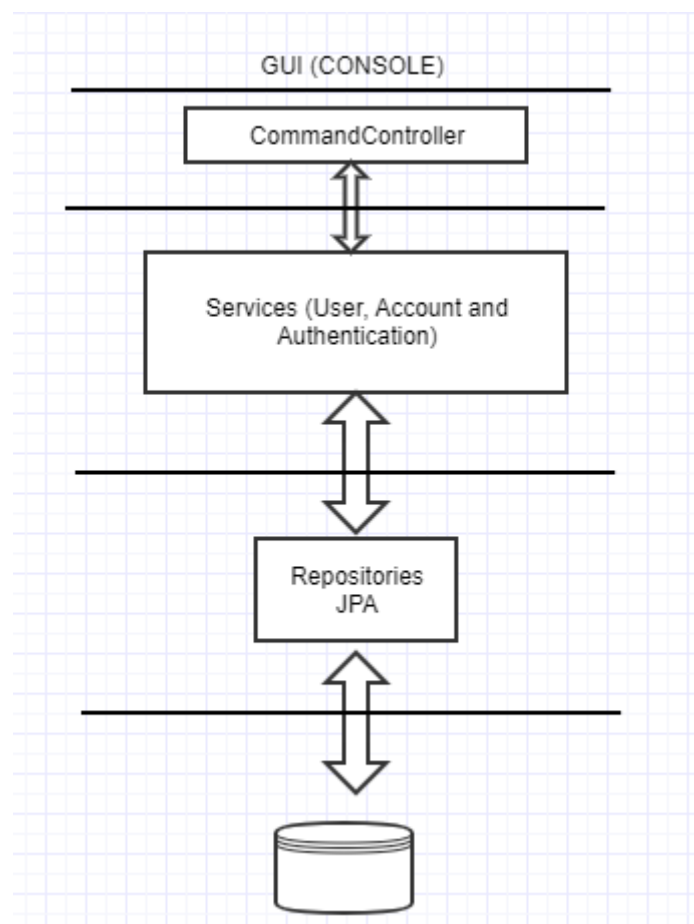 GUI (CONSOLE)
CommandController
Services (User, Account and
Authentication)
Repositories
JPA